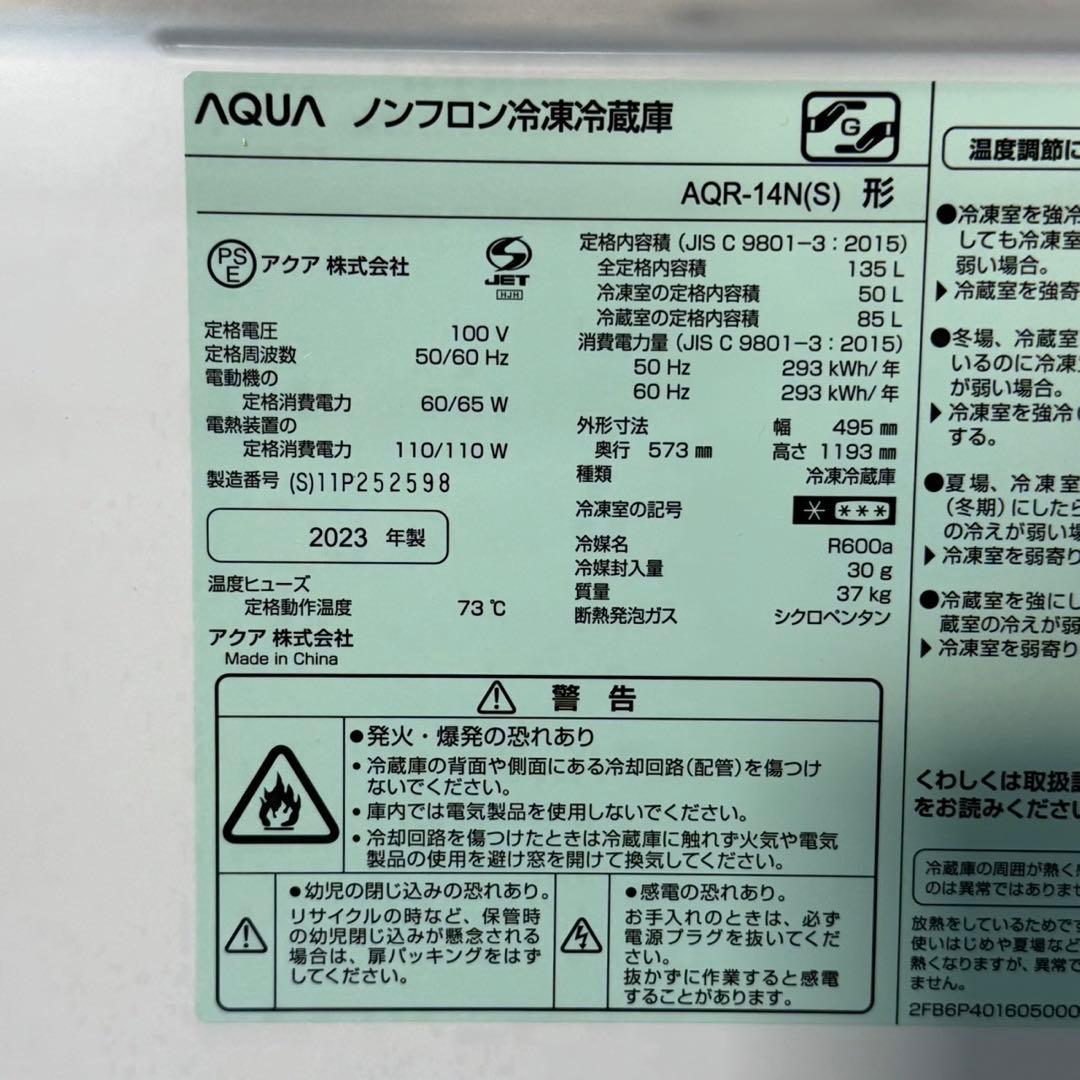 AQUA ノンフロン冷凍冷蔵庫
G
AQR-14N(S) 形
PSE アクア 株式会社
S JET
HJH
定格電圧 100 V
定格周波数 50/60 Hz
電動機の
定格消費電力 60/65 W
電熱装置の
定格消費電力 110/110 W
製造番号 (S)11P252598
2023 年製
温度ヒューズ
定格動作温度 73 ℃
アクア 株式会社
Made in China
定格内容積 (JIS C 9801-3 : 2015)
全定格内容積 135 L
冷凍室の定格内容積 50 L
冷蔵室の定格内容積 85 L
消費電力量 (JIS C 9801-3 : 2015)
50 Hz 293 kWh/年
60 Hz 293 kWh/年
外形寸法 幅 495 ㎜
奥行 573 ㎜ 高さ 1193 ㎜
種類 冷凍冷蔵庫
冷凍室の記号 * ***
冷媒名 R600a
冷媒封入量 30 g
質量 37 kg
断熱発泡ガス シクロペンタン
⚠ 警告
●発火・爆発の恐れあり
・冷蔵庫の背面や側面にある冷却回路(配管)を傷つけ
ないでください。
・庫内では電気製品を使用しないでください。
・冷却回路を傷つけたときは冷蔵庫に触れず火気や電気
製品の使用を避け窓を開けて換気してください。
●幼児の閉じ込みの恐れあり。
リサイクルの時など、保管時
の幼児閉じ込みが懸念される
場合は、扉パッキングをはず
してください。
●感電の恐れあり。
お手入れのときは、必ず
電源プラグを抜いてくだ
さい。
抜かずに作業すると感電
することがあります。
温度調節に
●冷凍室を強冷
しても冷凍室
弱い場合。
▶冷蔵室を強寄
●冬場、冷蔵室
いるのに冷凍
が弱い場合。
▶冷凍室を強冷
する。
●夏場、冷凍室
(冬期)にしたら
の冷えが弱い場
▶冷凍室を弱寄り
●冷蔵室を強にし
蔵室の冷えが弱
▶冷凍室を弱寄り
くわしくは取扱説
をお読みください
冷蔵庫の周囲が熱く感
のは異常ではありませ
放熱をしているためです
使いはじめや夏場など
熱くなりますが、異常で
ません。
2FB6P401605000